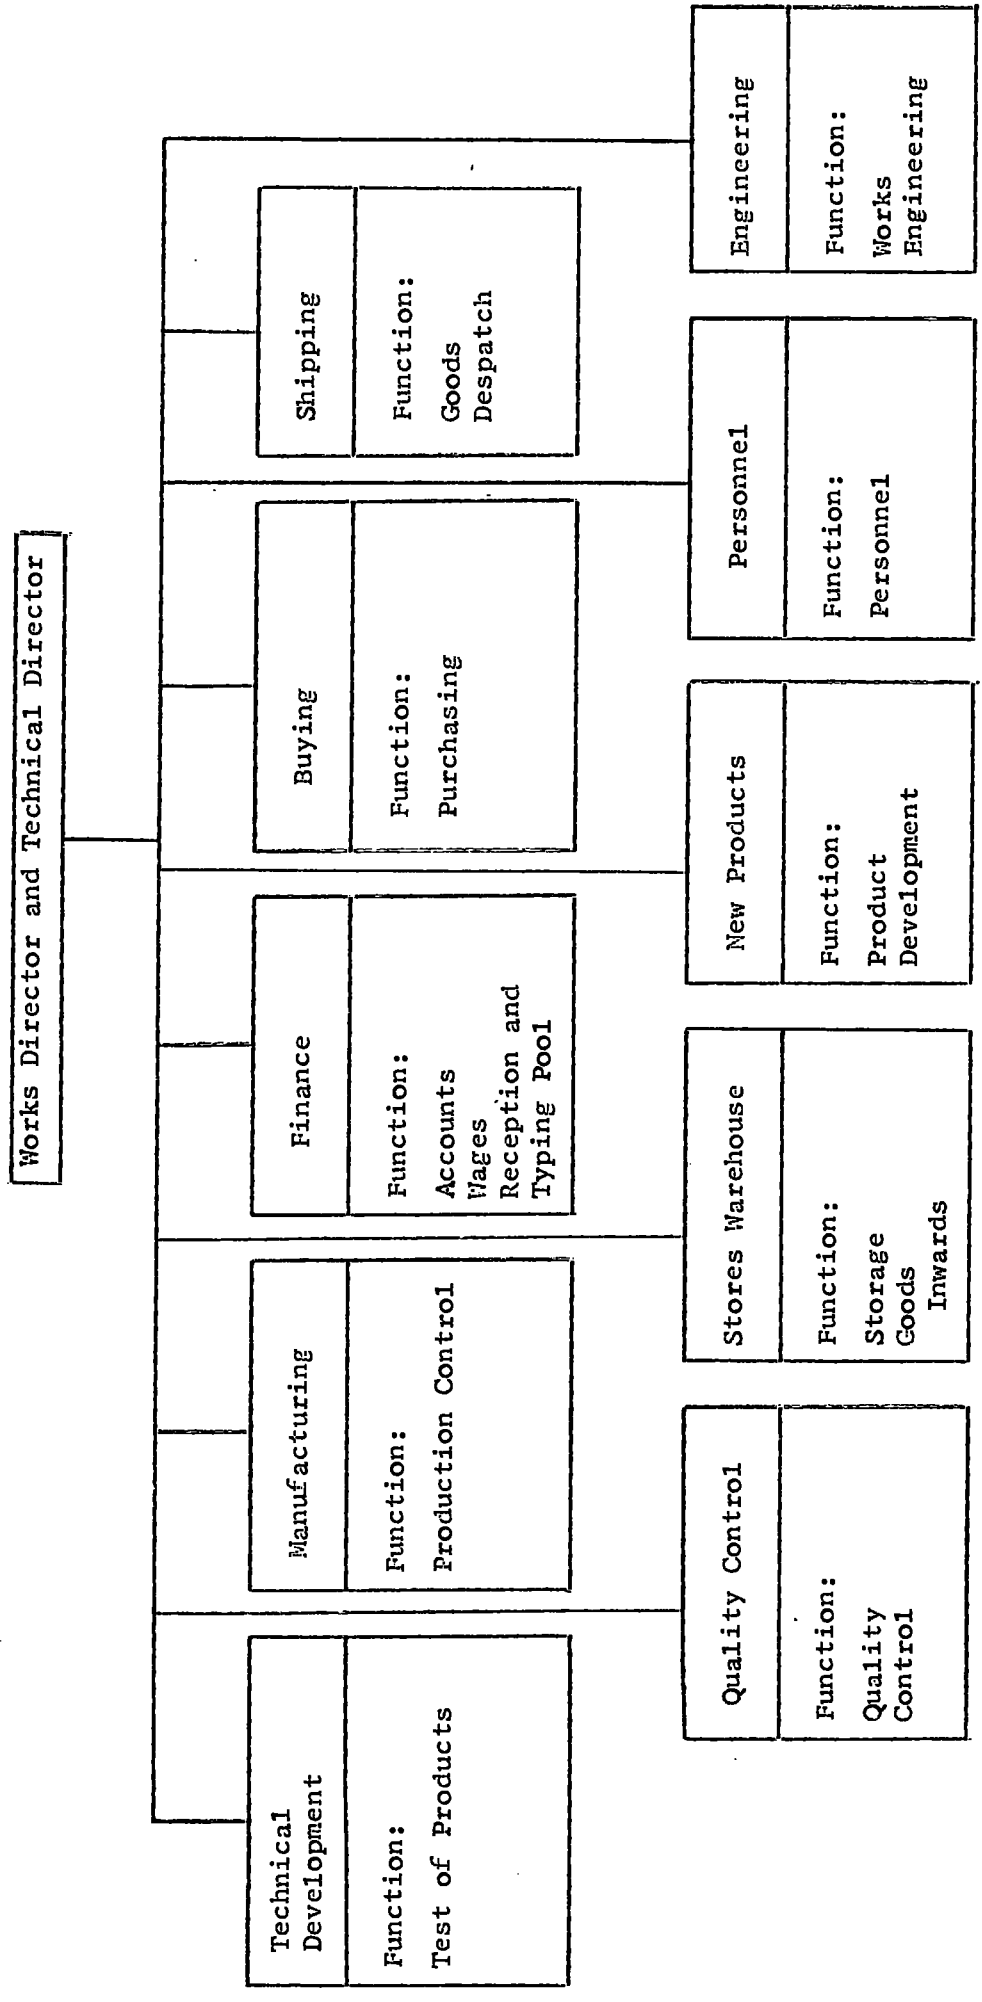 Works Director and Technical Director
Technical
Development
Function:
Test of Products
Manufacturing
Function:
Production Control
Finance
Function:
Accounts
Wages
Reception and
Typing Pool
Buying
Function:
Purchasing
Shipping
Function:
Goods
Despatch
Quality Control
Function:
Quality
Control
Stores Warehouse
Function:
Storage
Goods
Inwards
New Products
Function:
Product
Development
Personnel
Function:
Personnel
Engineering
Function:
Works
Engineering